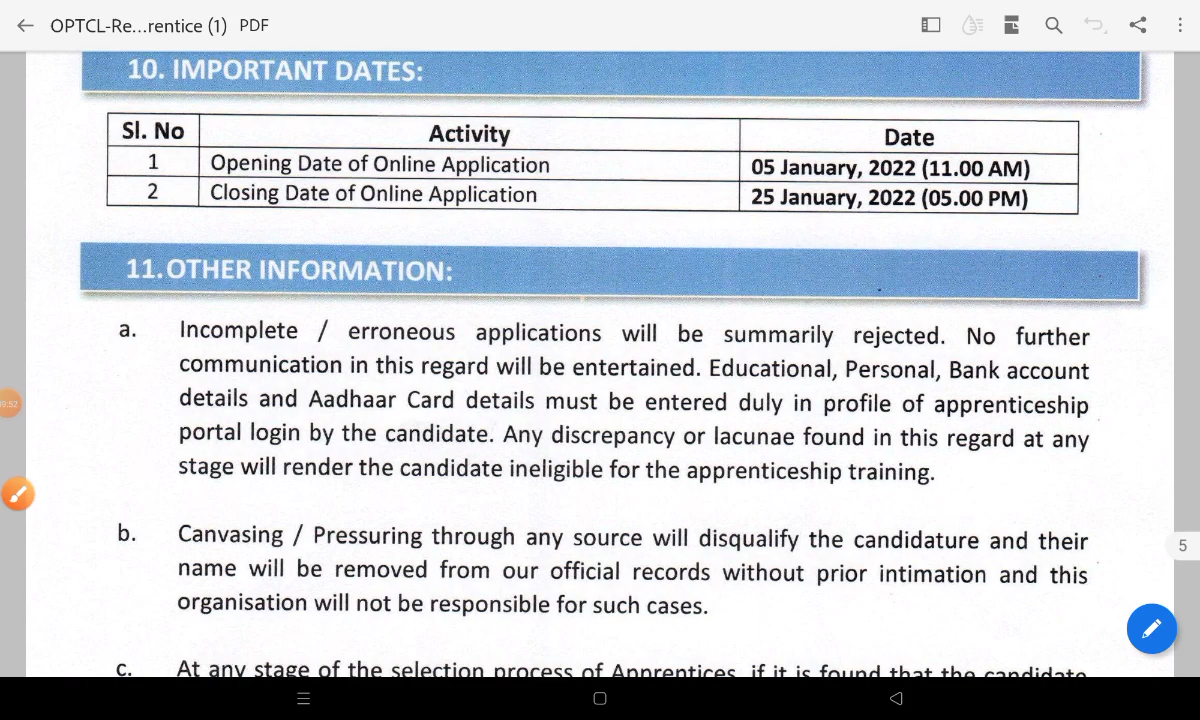 OPTCL-Re...rentice (1) PDF
10. IMPORTANT DATES:
Sl. No Activity Date
1 Opening Date of Online Application 05 January, 2022 (11.00 AM)
2 Closing Date of Online Application 25 January, 2022 (05.00 PM)
11.OTHER INFORMATION:
a. Incomplete / erroneous applications will be summarily rejected. No further
communication in this regard will be entertained. Educational, Personal, Bank account
details and Aadhaar Card details must be entered duly in profile of apprenticeship
portal login by the candidate. Any discrepancy or lacunae found in this regard at any
stage will render the candidate ineligible for the apprenticeship training.
b. Canvasing / Pressuring through any source will disqualify the candidature and their
name will be removed from our official records without prior intimation and this
organisation will not be responsible for such cases.
5
c. At any stage of the selection process of Apprentices, if it is found that the candidate